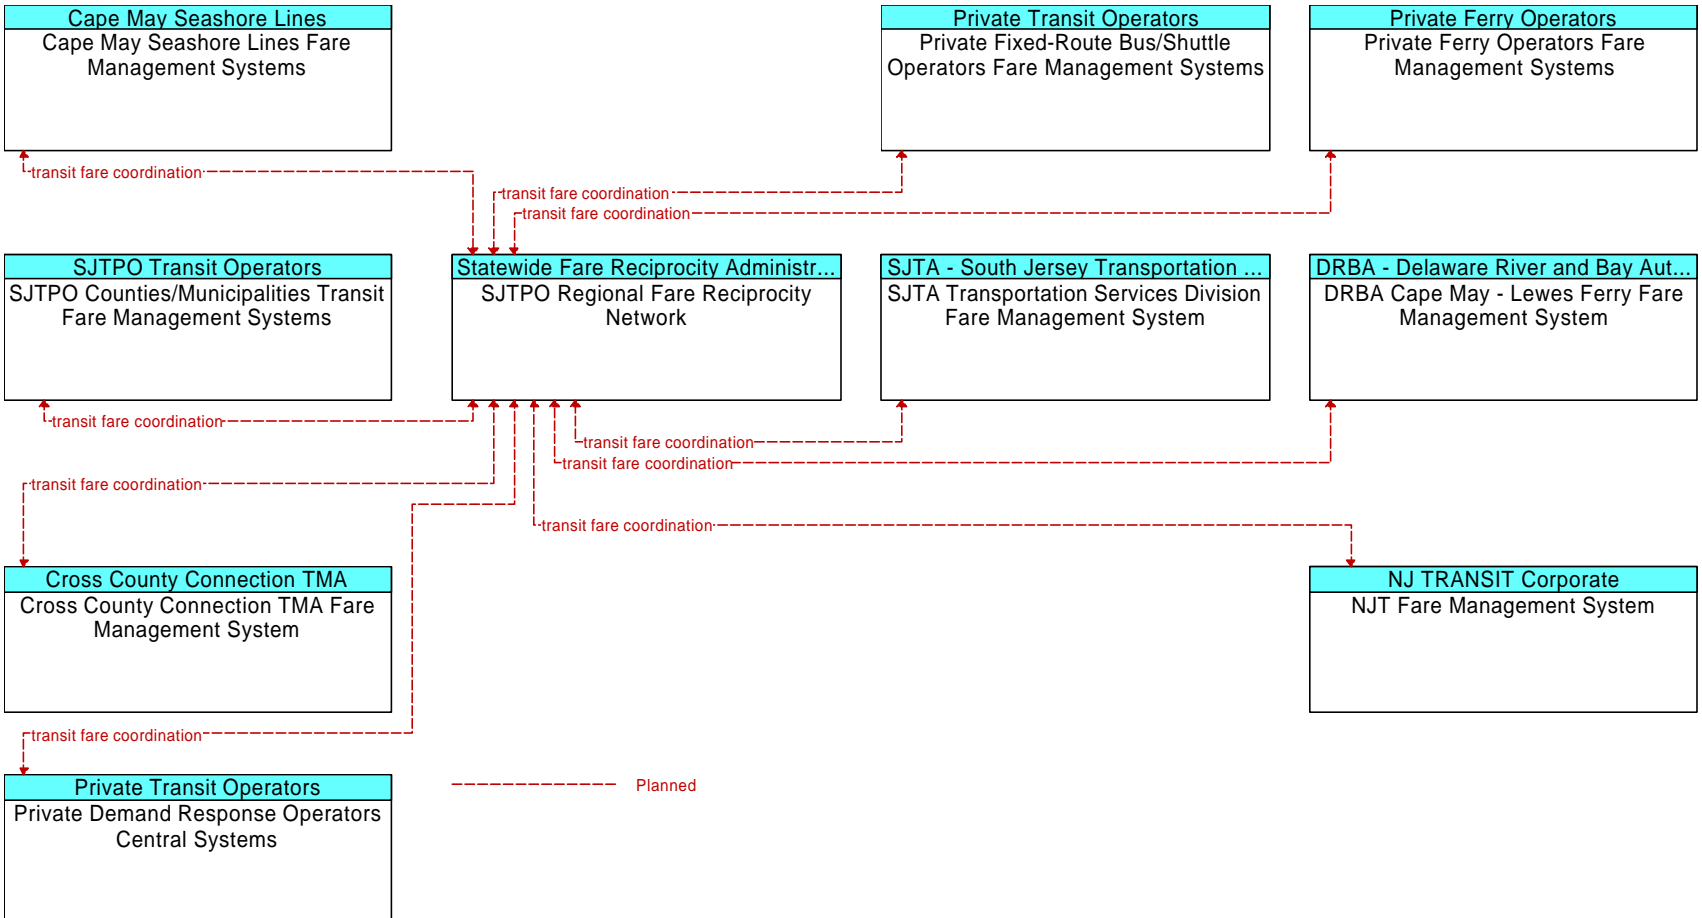 Cape May Seashore Lines
Cape May Seashore Lines Fare
Management Systems
Private Transit Operators
Private Fixed-Route Bus/Shuttle
Operators Fare Management Systems
Private Ferry Operators
Private Ferry Operators Fare
Management Systems
transit fare coordination
transit fare coordination
transit fare coordination
SJTPO Transit Operators
SJTPO Counties/Municipalities Transit
Fare Management Systems
Statewide Fare Reciprocity Administr...
SJTPO Regional Fare Reciprocity
Network
SJTA - South Jersey Transportation ...
SJTA Transportation Services Division
Fare Management System
DRBA - Delaware River and Bay Aut...
DRBA Cape May - Lewes Ferry Fare
Management System
transit fare coordination
transit fare coordination
transit fare coordination
transit fare coordination
transit fare coordination
Cross County Connection TMA
Cross County Connection TMA Fare
Management System
NJ TRANSIT Corporate
NJT Fare Management System
transit fare coordination
Private Transit Operators
Private Demand Response Operators
Central Systems
Planned